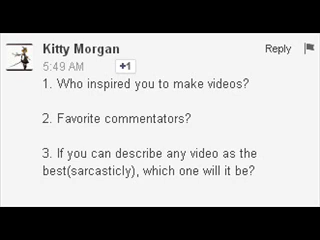 Kitty Morgan Reply
5:49 AM +1
1. Who inspired you to make videos?
2. Favorite commentators?
3. If you can describe any video as the
best(sarcasticly), which one will it be?